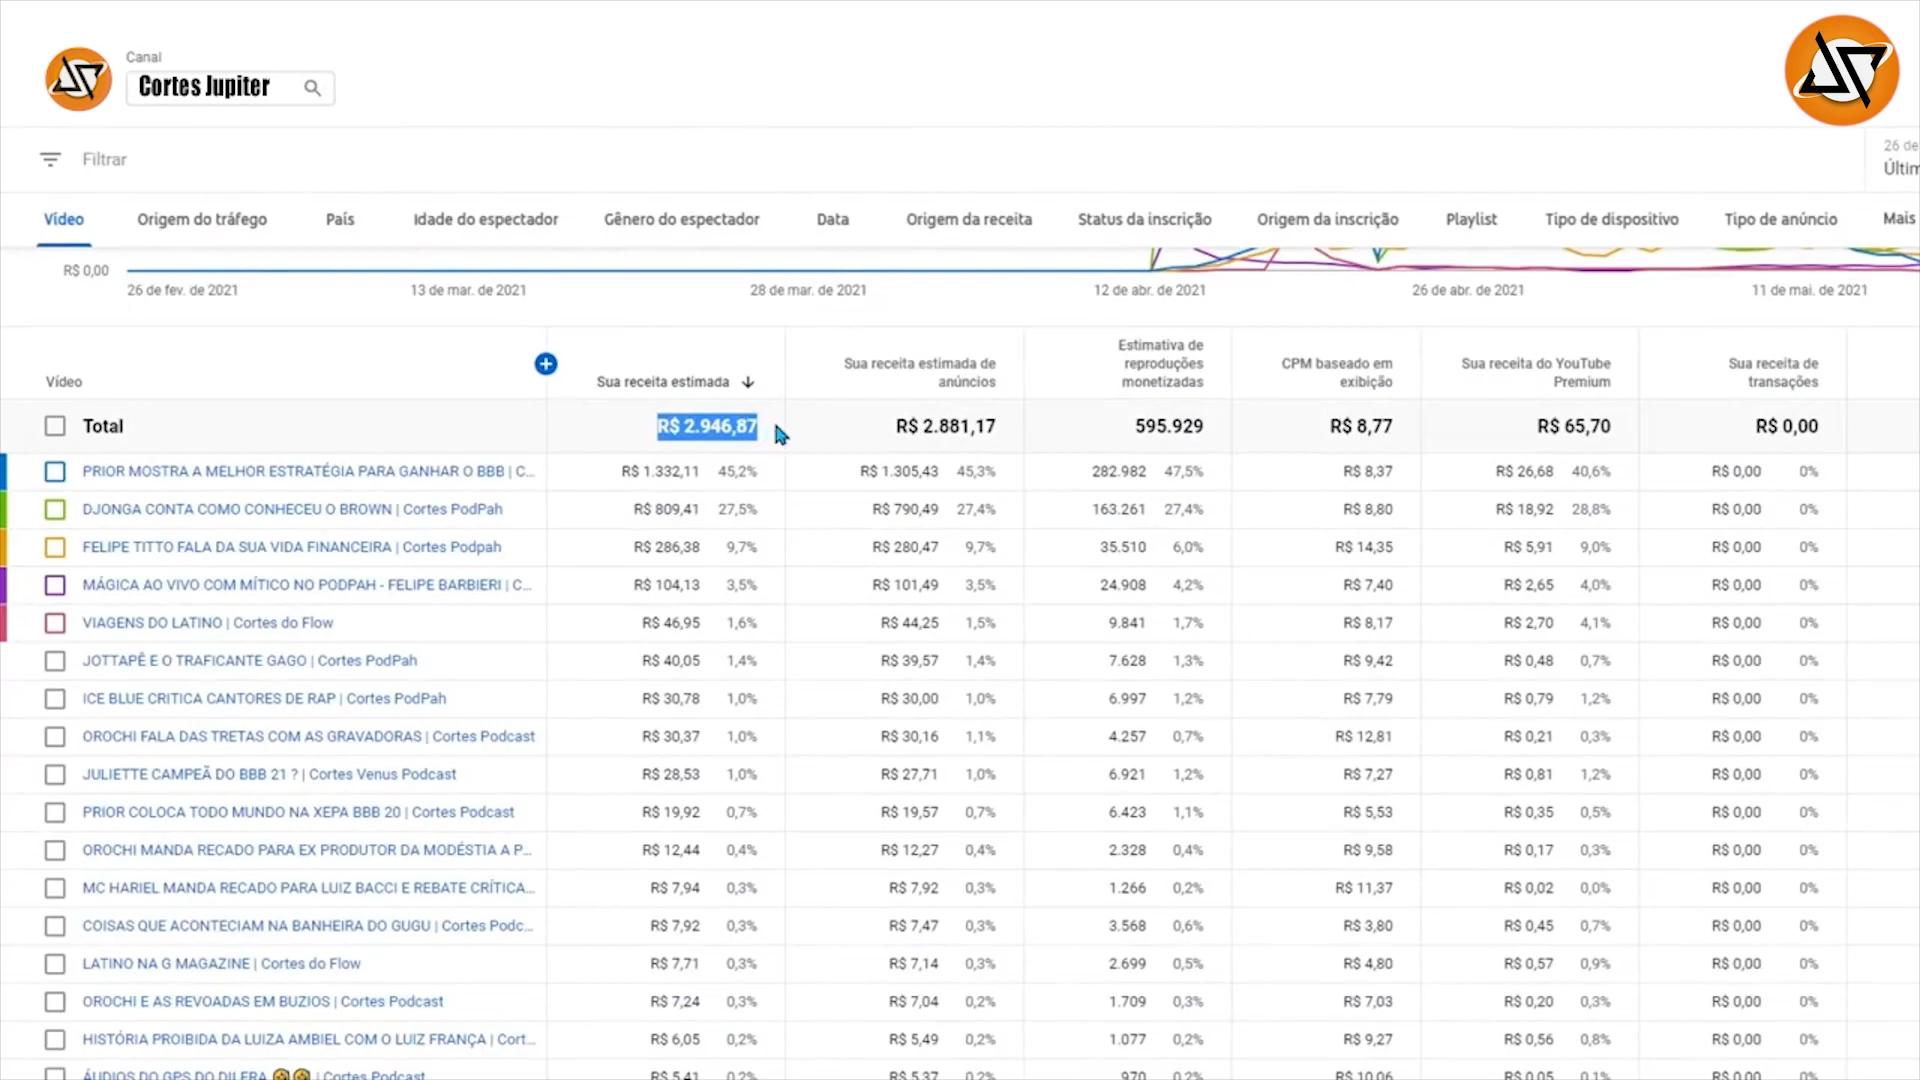 Canal
Cortes Jupiter
Filtrar
26 de
Últim
Vídeo Origem do tráfego País Idade do espectador Gênero do espectador Data Origem da receita Status da inscrição Origem da inscrição Playlist Tipo de dispositivo Tipo de anúncio Mais
R$ 0,00
26 de fev. de 2021 13 de mar. de 2021 28 de mar. de 2021 12 de abr. de 2021 26 de abr. de 2021 11 de mai. de 2021
Vídeo
Sua receita estimada
Sua receita estimada de
anúncios
Estimativa de
reproduções
monetizadas
CPM baseado em
exibição
Sua receita do YouTube
Premium
Sua receita de
transações
Total R$ 2.946,87 R$ 2.881,17 595.929 R$ 8,77 R$ 65,70 R$ 0,00
PRIOR MOSTRA A MELHOR ESTRATÉGIA PARA GANHAR O BBB | C... R$ 1.332,11 45,2% R$ 1.305,43 45,3% 282.982 47,5% R$ 8,37 R$ 26,68 40,6% R$ 0,00 0%
DJONGA CONTA COMO CONHECEU O BROWN | Cortes PodPah R$ 809,41 27,5% R$ 790,49 27,4% 163.261 27,4% R$ 8,80 R$ 18,92 28,8% R$ 0,00 0%
FELIPE TITTO FALA DA SUA VIDA FINANCEIRA | Cortes Podpah R$ 286,38 9,7% R$ 280,47 9,7% 35.510 6,0% R$ 14,35 R$ 5,91 9,0% R$ 0,00 0%
MÁGICA AO VIVO COM MÍTICO NO PODPAH - FELIPE BARBIERI | C... R$ 104,13 3,5% R$ 101,49 3,5% 24.908 4,2% R$ 7,40 R$ 2,65 4,0% R$ 0,00 0%
VIAGENS DO LATINO | Cortes do Flow R$ 46,95 1,6% R$ 44,25 1,5% 9.841 1,7% R$ 8,17 R$ 2,70 4,1% R$ 0,00 0%
JOTTAPÊ E O TRAFICANTE GAGO | Cortes PodPah R$ 40,05 1,4% R$ 39,57 1,4% 7.628 1,3% R$ 9,42 R$ 0,48 0,7% R$ 0,00 0%
ICE BLUE CRITICA CANTORES DE RAP | Cortes PodPah R$ 30,78 1,0% R$ 30,00 1,0% 6.997 1,2% R$ 7,79 R$ 0,79 1,2% R$ 0,00 0%
OROCHI FALA DAS TRETAS COM AS GRAVADORAS | Cortes Podcast R$ 30,37 1,0% R$ 30,16 1,1% 4.257 0,7% R$ 12,81 R$ 0,21 0,3% R$ 0,00 0%
JULIETTE CAMPEÃ DO BBB 21 ? | Cortes Venus Podcast R$ 28,53 1,0% R$ 27,71 1,0% 6.921 1,2% R$ 7,27 R$ 0,81 1,2% R$ 0,00 0%
PRIOR COLOCA TODO MUNDO NA XEPA BBB 20 | Cortes Podcast R$ 19,92 0,7% R$ 19,57 0,7% 6.423 1,1% R$ 5,53 R$ 0,35 0,5% R$ 0,00 0%
OROCHI MANDA RECADO PARA EX PRODUTOR DA MODÉSTIA A P... R$ 12,44 0,4% R$ 12,27 0,4% 2.328 0,4% R$ 9,58 R$ 0,17 0,3% R$ 0,00 0%
MC HARIEL MANDA RECADO PARA LUIZ BACCI E REBATE CRÍTICA... R$ 7,94 0,3% R$ 7,92 0,3% 1.266 0,2% R$ 11,37 R$ 0,02 0,0% R$ 0,00 0%
COISAS QUE ACONTECIAM NA BANHEIRA DO GUGU | Cortes Podc... R$ 7,92 0,3% R$ 7,47 0,3% 3.568 0,6% R$ 3,80 R$ 0,45 0,7% R$ 0,00 0%
LATINO NA G MAGAZINE | Cortes do Flow R$ 7,71 0,3% R$ 7,14 0,3% 2.699 0,5% R$ 4,80 R$ 0,57 0,9% R$ 0,00 0%
OROCHI E AS REVOADAS EM BUZIOS | Cortes Podcast R$ 7,24 0,3% R$ 7,04 0,2% 1.709 0,3% R$ 7,03 R$ 0,20 0,3% R$ 0,00 0%
HISTÓRIA PROIBIDA DA LUIZA AMBIEL COM O LUIZ FRANÇA | Cort... R$ 6,05 0,2% R$ 5,49 0,2% 1.077 0,2% R$ 9,27 R$ 0,56 0,8% R$ 0,00 0%
ÁUDIOS DO GPS DO DILERA | Cortes Podcast R$ 5,41 0,2% R$ 5,37 0,2% 970 0,2% R$ 10,06 R$ 0,05 0,1% R$ 0,00 0%